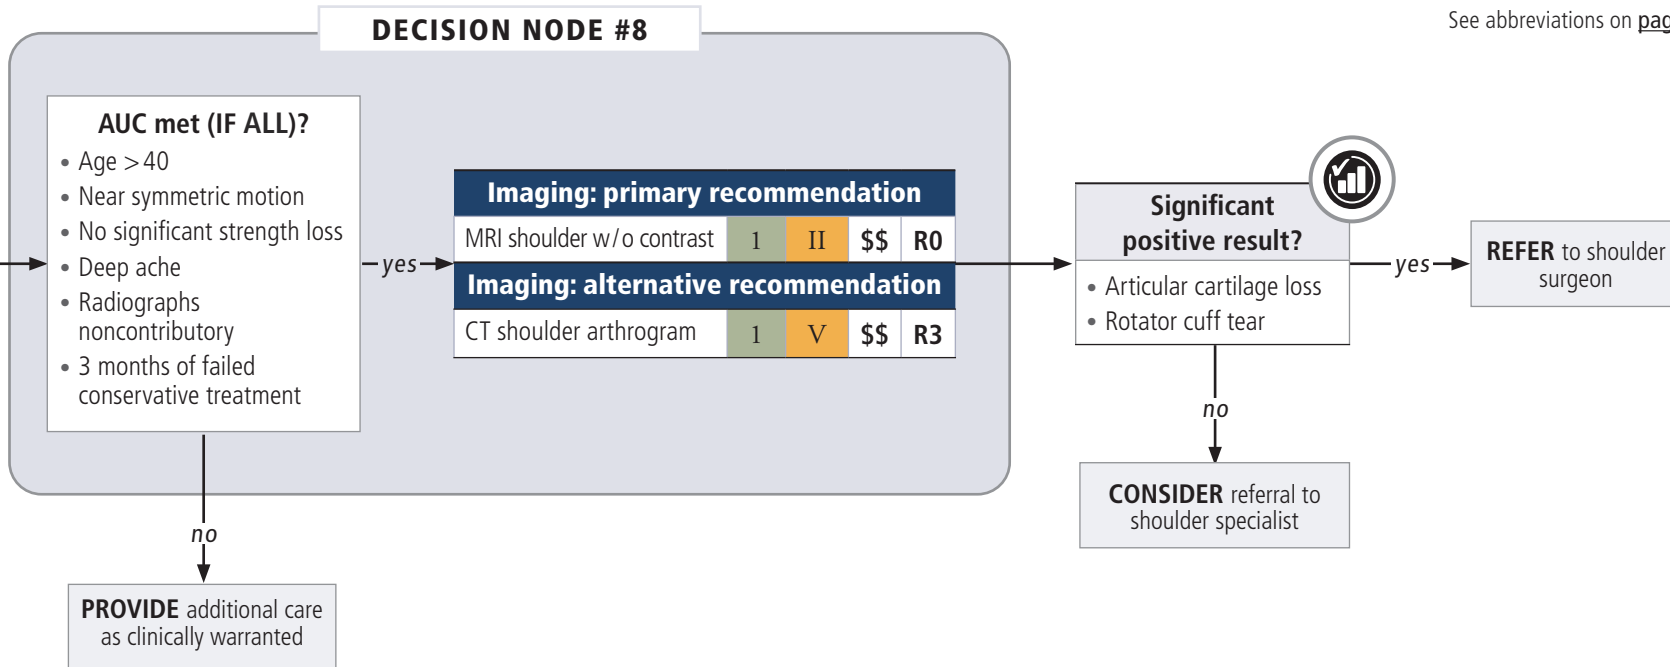 DECISION NODE #8
See abbreviations on
AUC met (IF ALL)?
• Age >40
• Near symmetric motion
• No significant strength loss
• Deep ache
• Radiographs
noncontributory
• 3 months of failed
conservative treatment
yes
Imaging: primary recommendation
MRI shoulder w/o contrast 1 II $$ R0
Imaging: alternative recommendation
CT shoulder arthrogram 1 V $$ R3
Significant
positive result?
• Articular cartilage loss
• Rotator cuff tear
yes
REFER to shoulder
surgeon
no
CONSIDER referral to
shoulder specialist
no
PROVIDE additional care
as clinically warranted